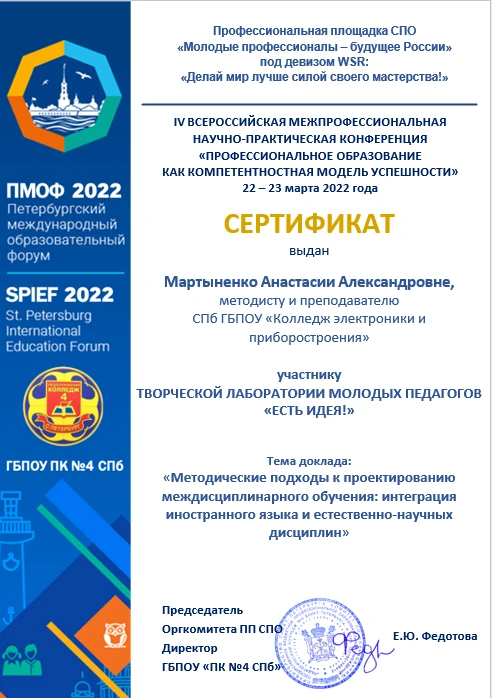 Профессиональная площадка СПО
«Молодые профессионалы – будущее России»
под девизом WSR:
«Делай мир лучше силой своего мастерства!»
IV ВСЕРОССИЙСКАЯ МЕЖПРОФЕССИОНАЛЬНАЯ
НАУЧНО-ПРАКТИЧЕСКАЯ КОНФЕРЕНЦИЯ
«ПРОФЕССИОНАЛЬНОЕ ОБРАЗОВАНИЕ
КАК КОМПЕТЕНТНОСТНАЯ МОДЕЛЬ УСПЕШНОСТИ»
22 – 23 марта 2022 года
СЕРТИФИКАТ
выдан
Мартыненко Анастасии Александровне,
методисту и преподавателю
СПб ГБПОУ «Колледж электроники и
приборостроения»
участнику
ТВОРЧЕСКОЙ ЛАБОРАТОРИИ МОЛОДЫХ ПЕДАГОГОВ
«ЕСТЬ ИДЕЯ!»
Тема доклада:
«Методические подходы к проектированию
междисциплинарного обучения: интеграция
иностранного языка и естественно-научных
дисциплин»
Председатель
Оргкомитета ПП СПО
Директор
ГБПОУ «ПК №4 СПб»
Е.Ю. Федотова
ПМОФ 2022
Петербургский
международный
образовательный
форум
SPIEF 2022
St. Petersburg
International
Education Forum
КОЛЛЕДЖ
4
С-ПЕТЕРБУРГ
ГБПОУ ПК №4 СПб